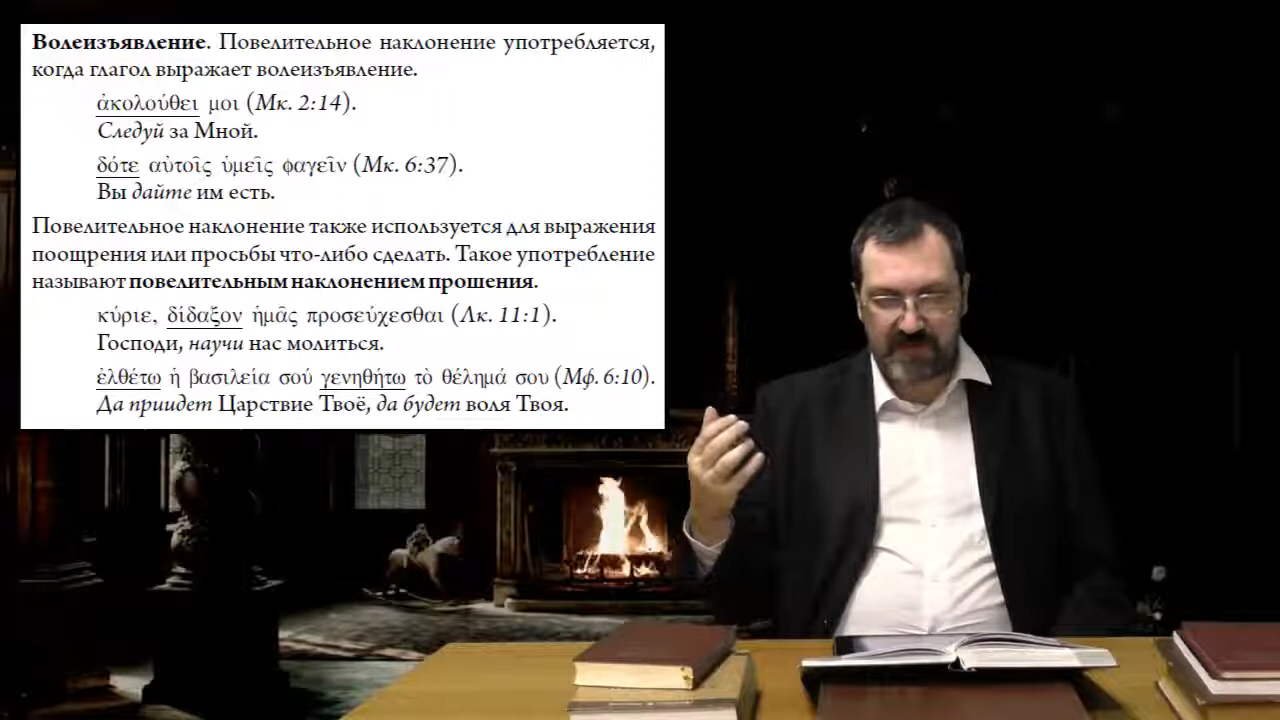 Волеизъявление. Повелительное наклонение употребляется,
когда глагол выражает волеизъявление.
ἀκολούθει μοι (Мк. 2:14).
Следуй за Мной.
δότε αὐτοῖς ὑμεῖς φαγεῖν (Мк. 6:37).
Вы дайте им есть.
Повелительное наклонение также используется для выражения
поощрения или просьбы что-либо сделать. Такое употребление
называют повелительным наклонением прошения.
κύριε, δίδαξον ἡμᾶς προσεύχεσθαι (Лк. 11:1).
Господи, научи нас молиться.
ἐλθέτω ἡ βασιλεία σού γενηθήτω τὸ θέλημά σου (Мф. 6:10).
Да приидет Царствие Твоё, да будет воля Твоя.